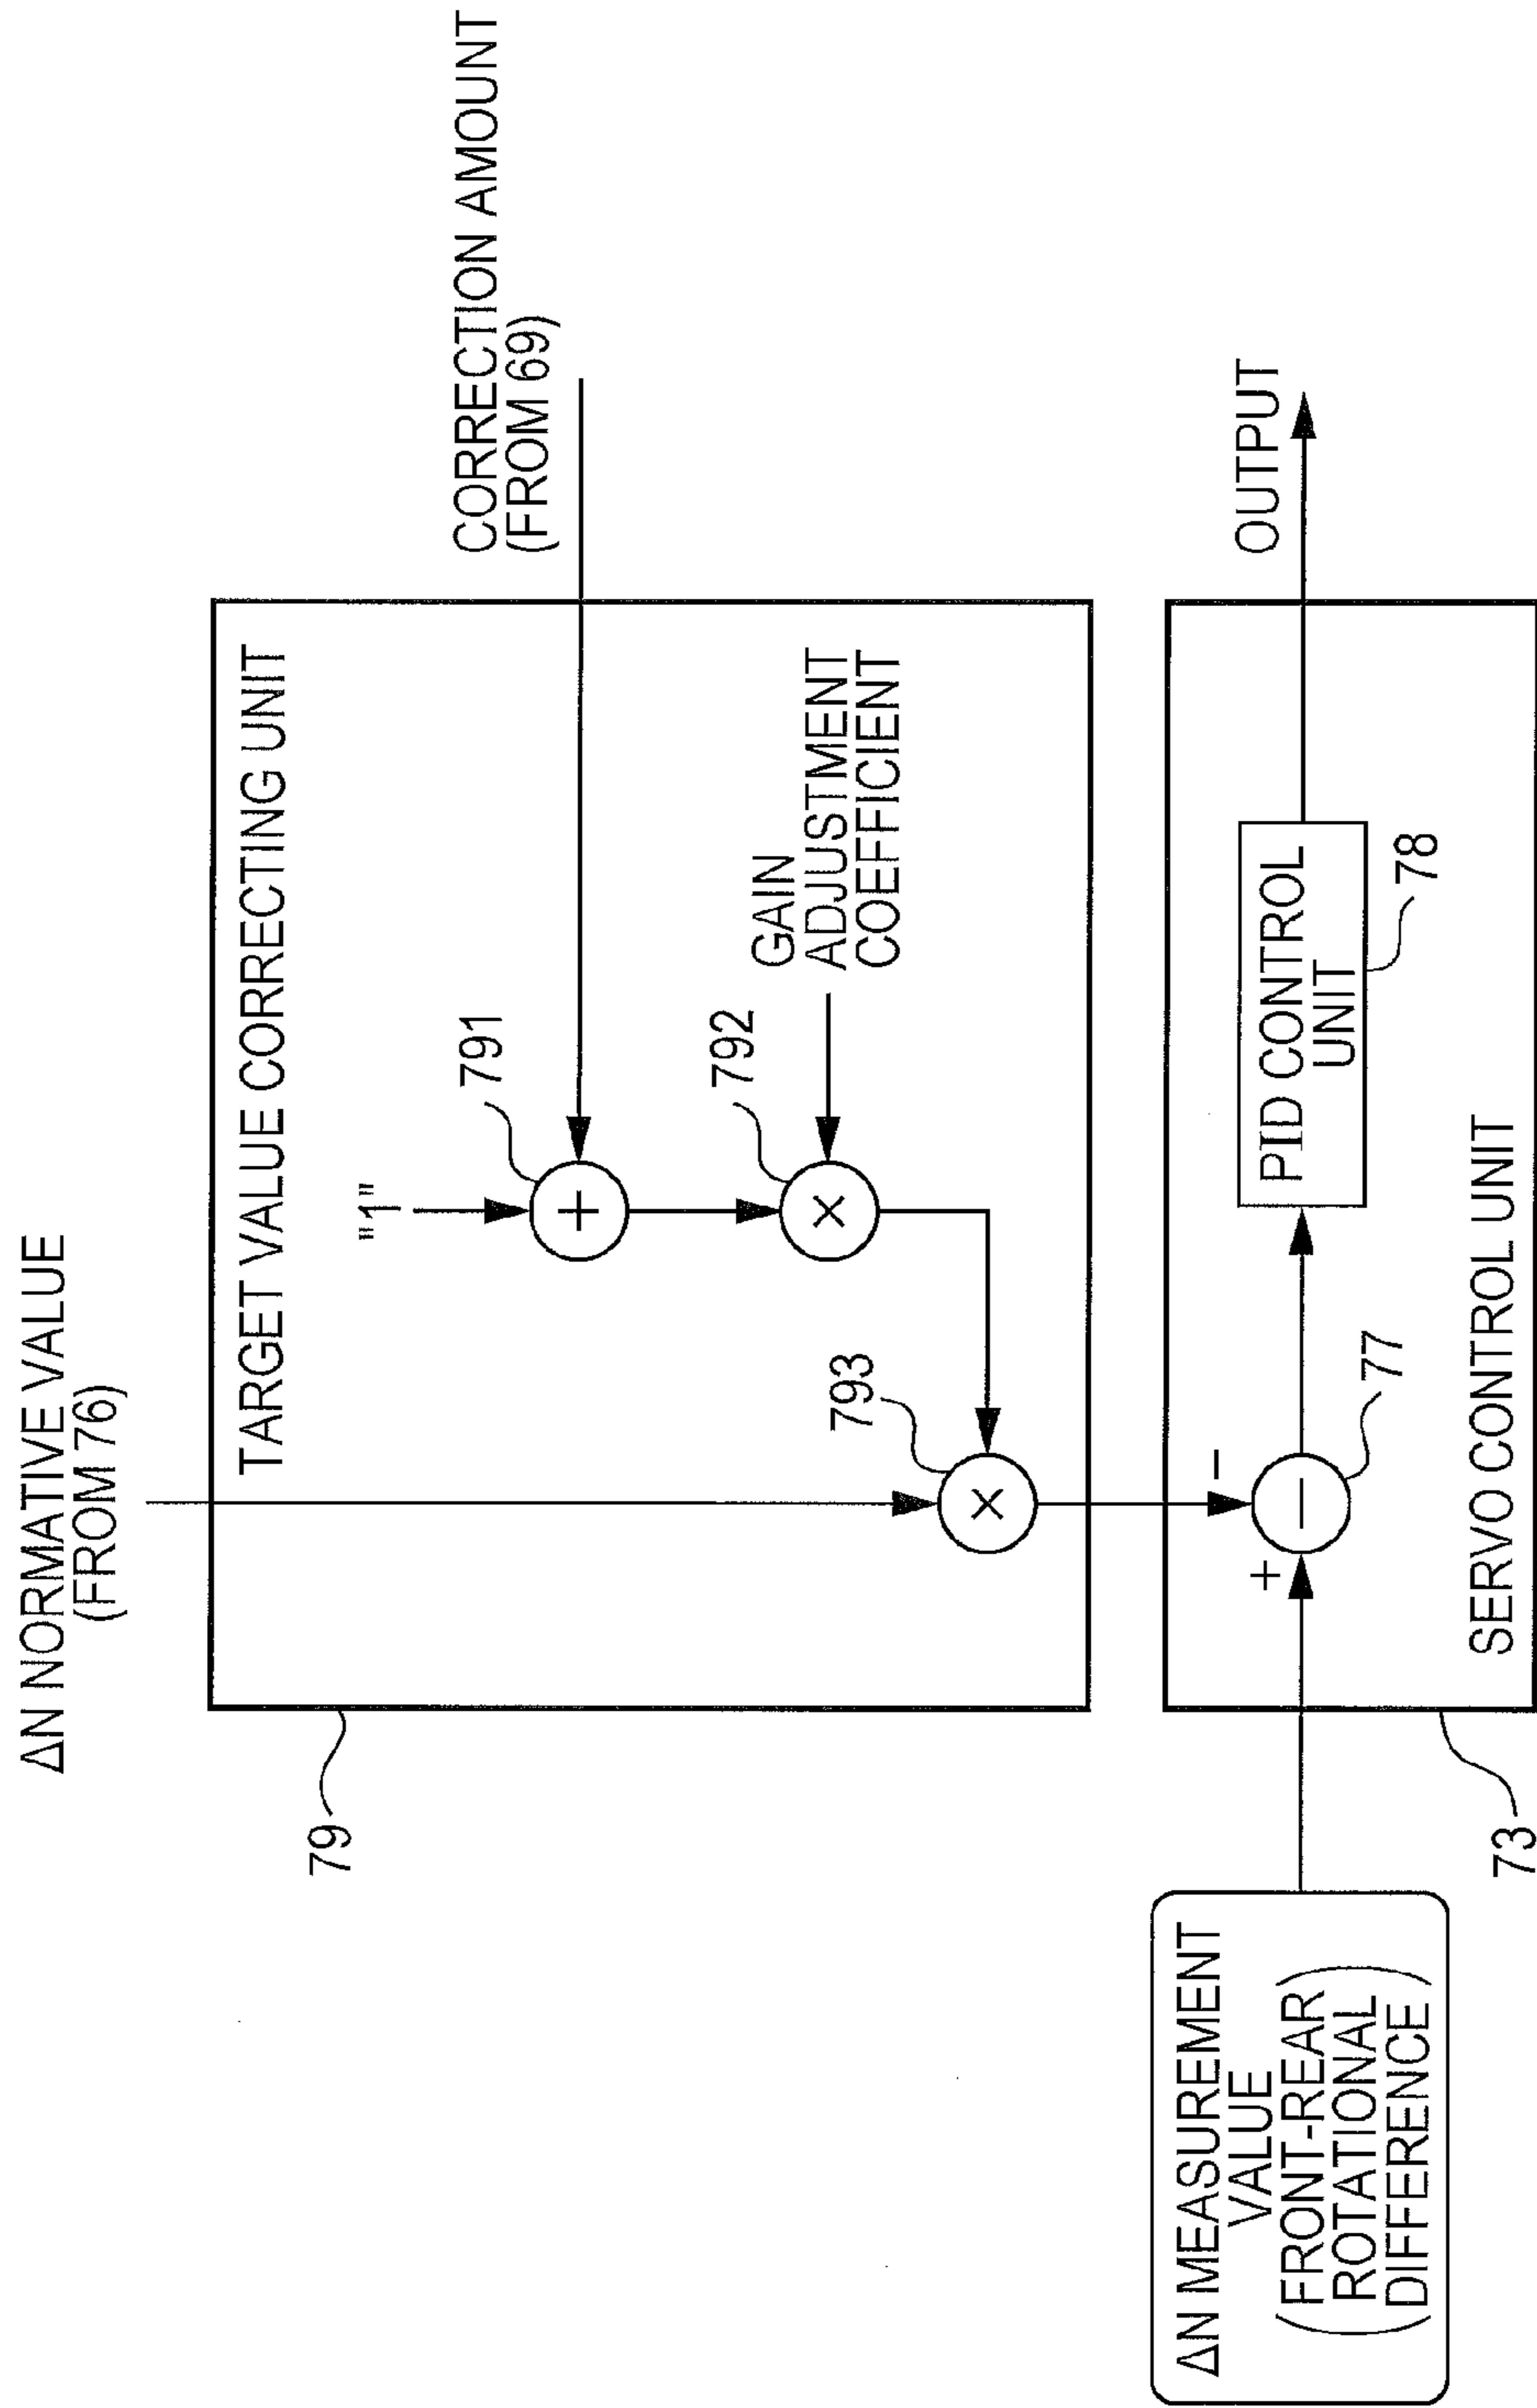 ΔN NORMATIVE VALUE
(FROM 76)
CORRECTION AMOUNT
(FROM 69)
79
TARGET VALUE CORRECTING UNIT
"1"
791
+
792
×
GAIN
ADJUSTMENT
COEFFICIENT
793
×
ΔN MEASUREMENT
VALUE
(FRONT-REAR
ROTATIONAL
DIFFERENCE)
73
+
−
−
77
PID CONTROL
UNIT
78
SERVO CONTROL UNIT
OUTPUT